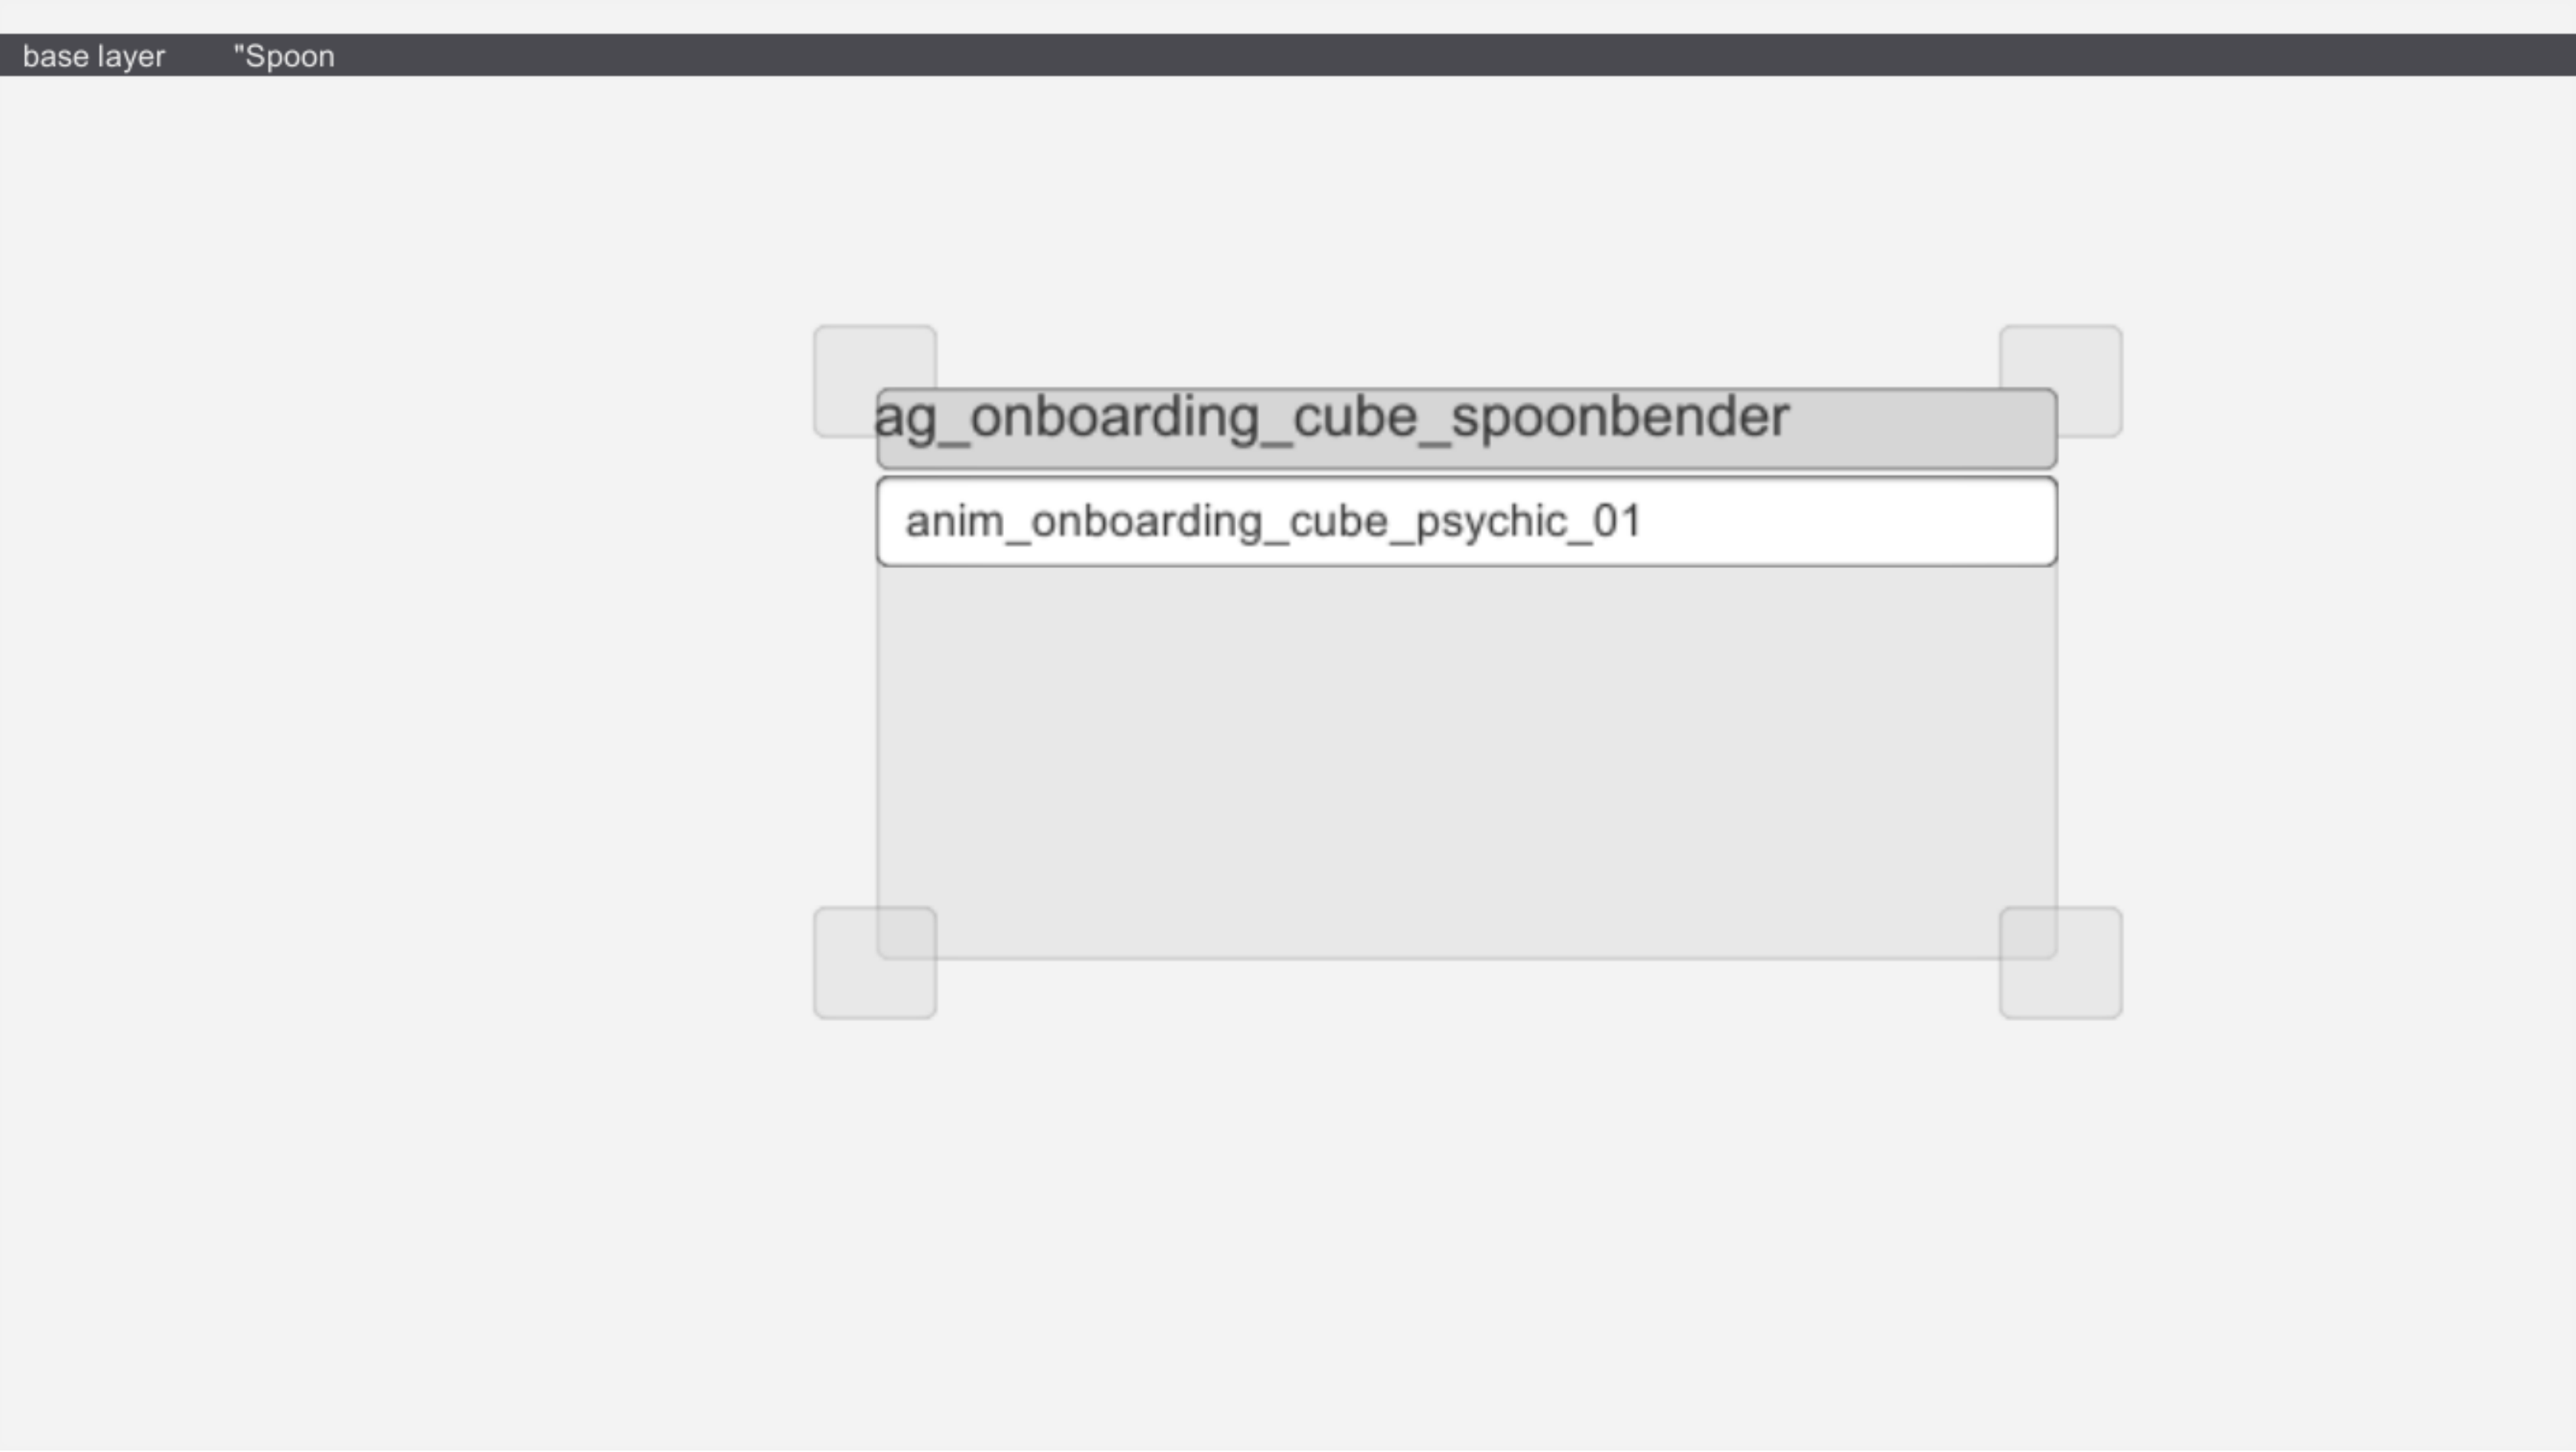 base layer "Spoon
ag_onboarding_cube_spoonbender
anim_onboarding_cube_psychic_01